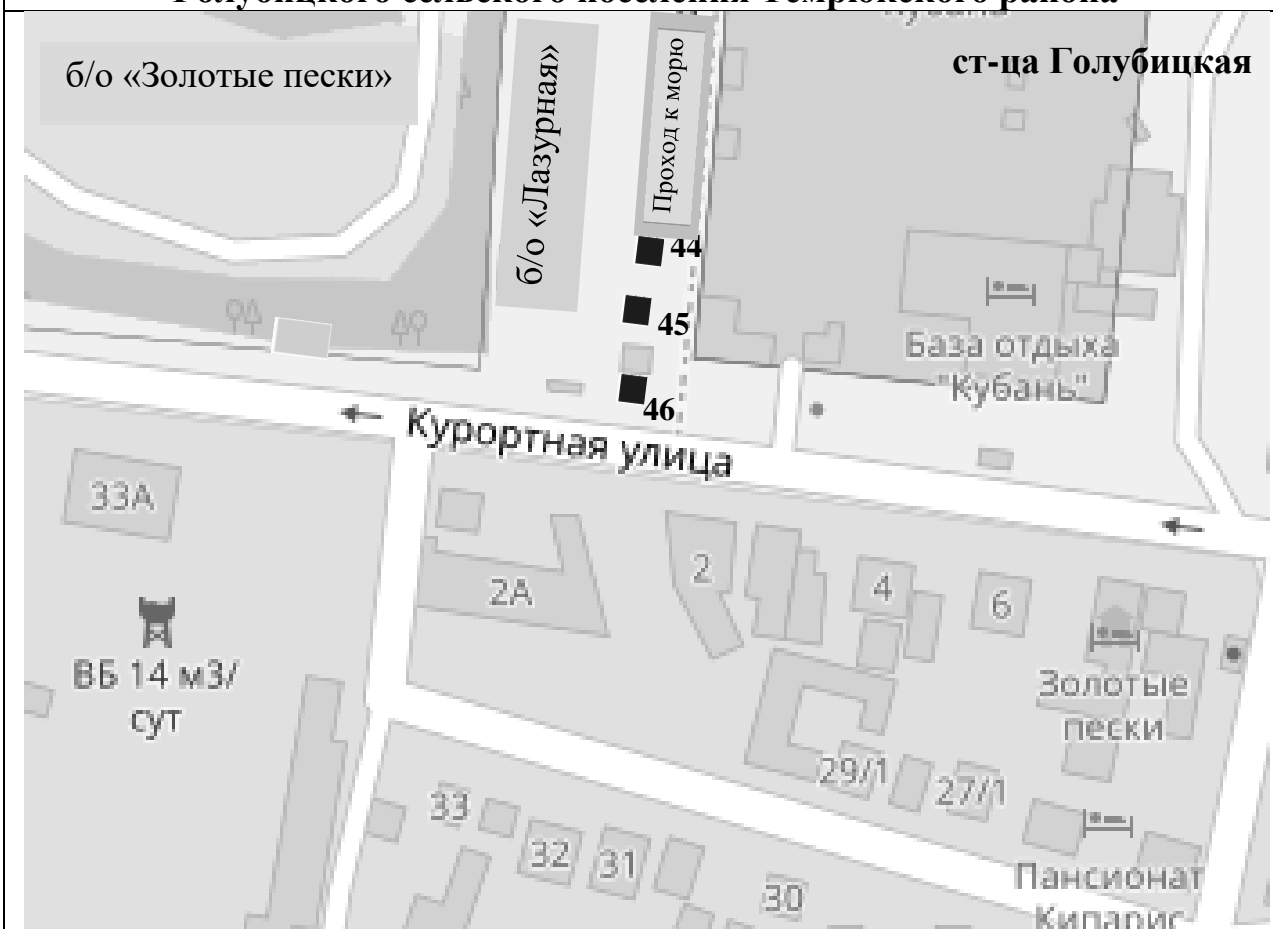 Голубицкого сельского поселения Темрюкского района
б/о «Золотые пески»
б/о «Лазурная»
Проход к морю
ст-ца Голубицкая
44
45
46
База отдыха
"Кубань"
Курортная улица
33А
2А
2
4
6
ВБ 14 м3/
сут
Золотые
пески
29/1
27/1
33
32
31
30
Пансионат
Кипарис